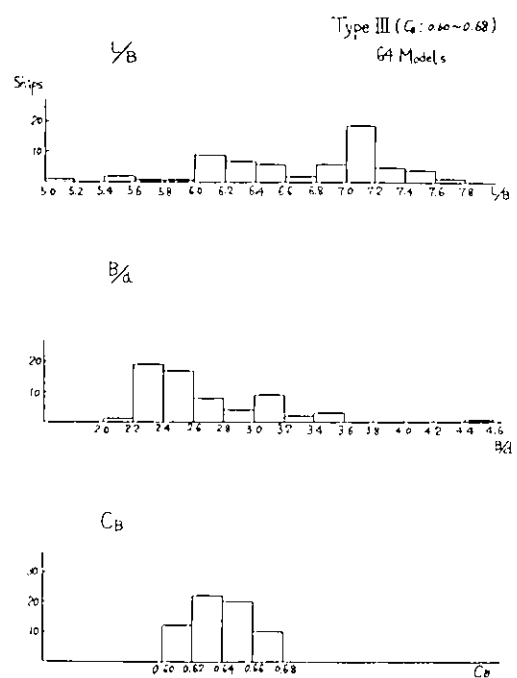 Type III (CB: 0.60~0.68)
64 Models
L/B
Ships
20
10
5.0 5.2 5.4 5.6 5.8 6.0 6.2 6.4 6.6 6.8 7.0 7.2 7.4 7.6 7.8 L/B
B/d
20
10
2.0 2.2 2.4 2.6 2.8 3.0 3.2 3.4 3.6 3.8 4.0 4.2 4.4 4.6
B/d
CB
30
20
10
0.60 0.62 0.64 0.66 0.68 CB